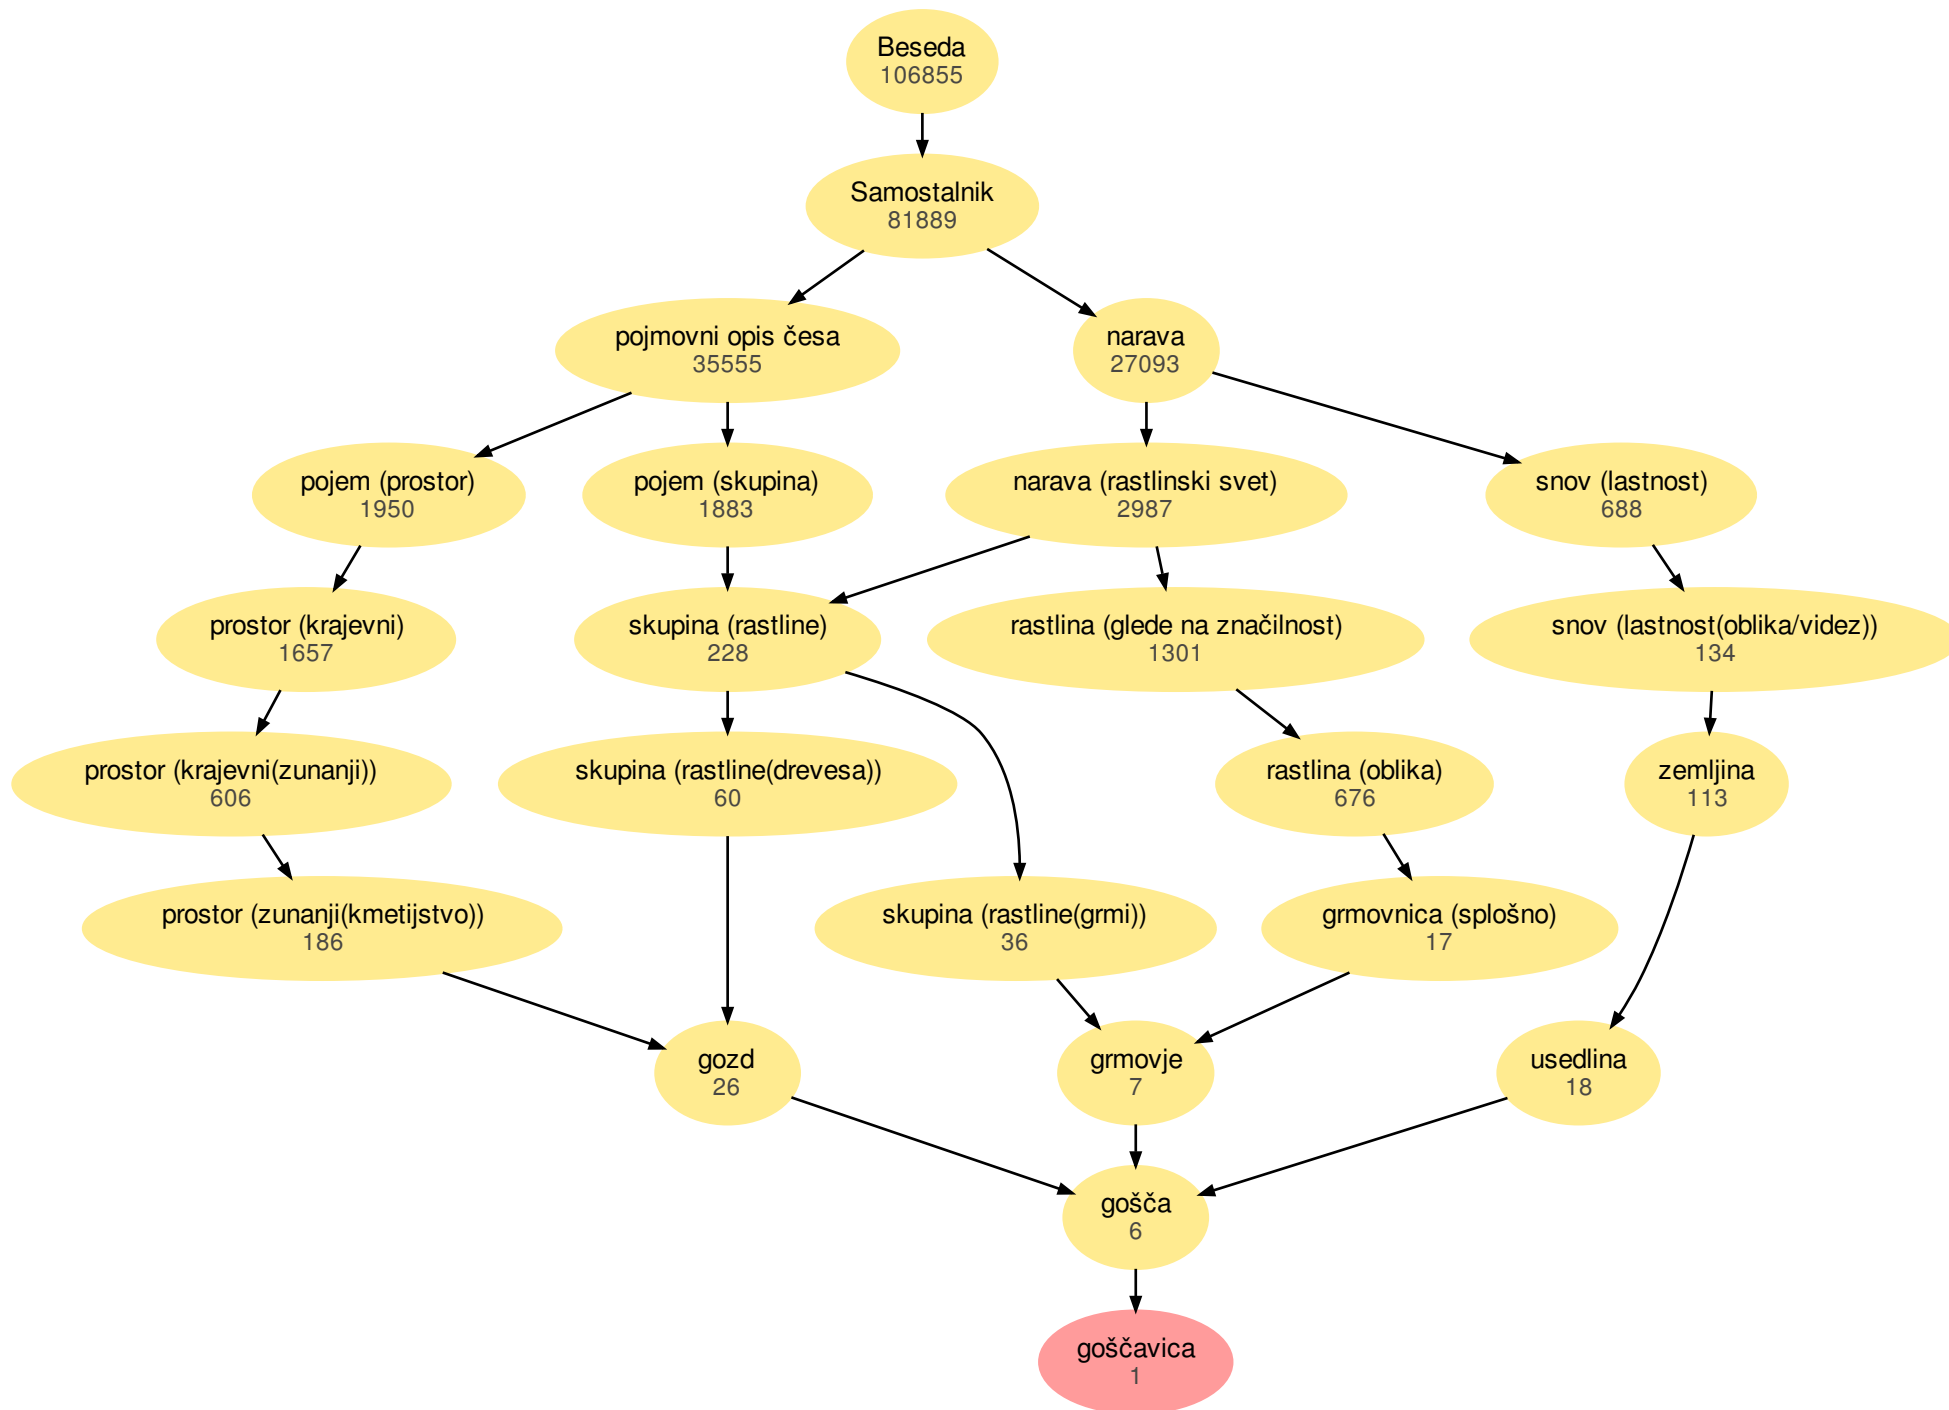 Beseda
106855
Samostalnik
81889
pojmovni opis česa
35555
narava
27093
pojem (prostor)
1950
pojem (skupina)
1883
narava (rastlinski svet)
2987
snov (lastnost)
688
prostor (krajevni)
1657
skupina (rastline)
228
rastlina (glede na značilnost)
1301
snov (lastnost(oblika/videz))
134
prostor (krajevni(zunanji))
606
skupina (rastline(drevesa))
60
rastlina (oblika)
676
zemljina
113
prostor (zunanji(kmetijstvo))
186
skupina (rastline(grmi))
36
grmovnica (splošno)
17
gozd
26
grmovje
7
usedlina
18
gošča
6
goščavica
1